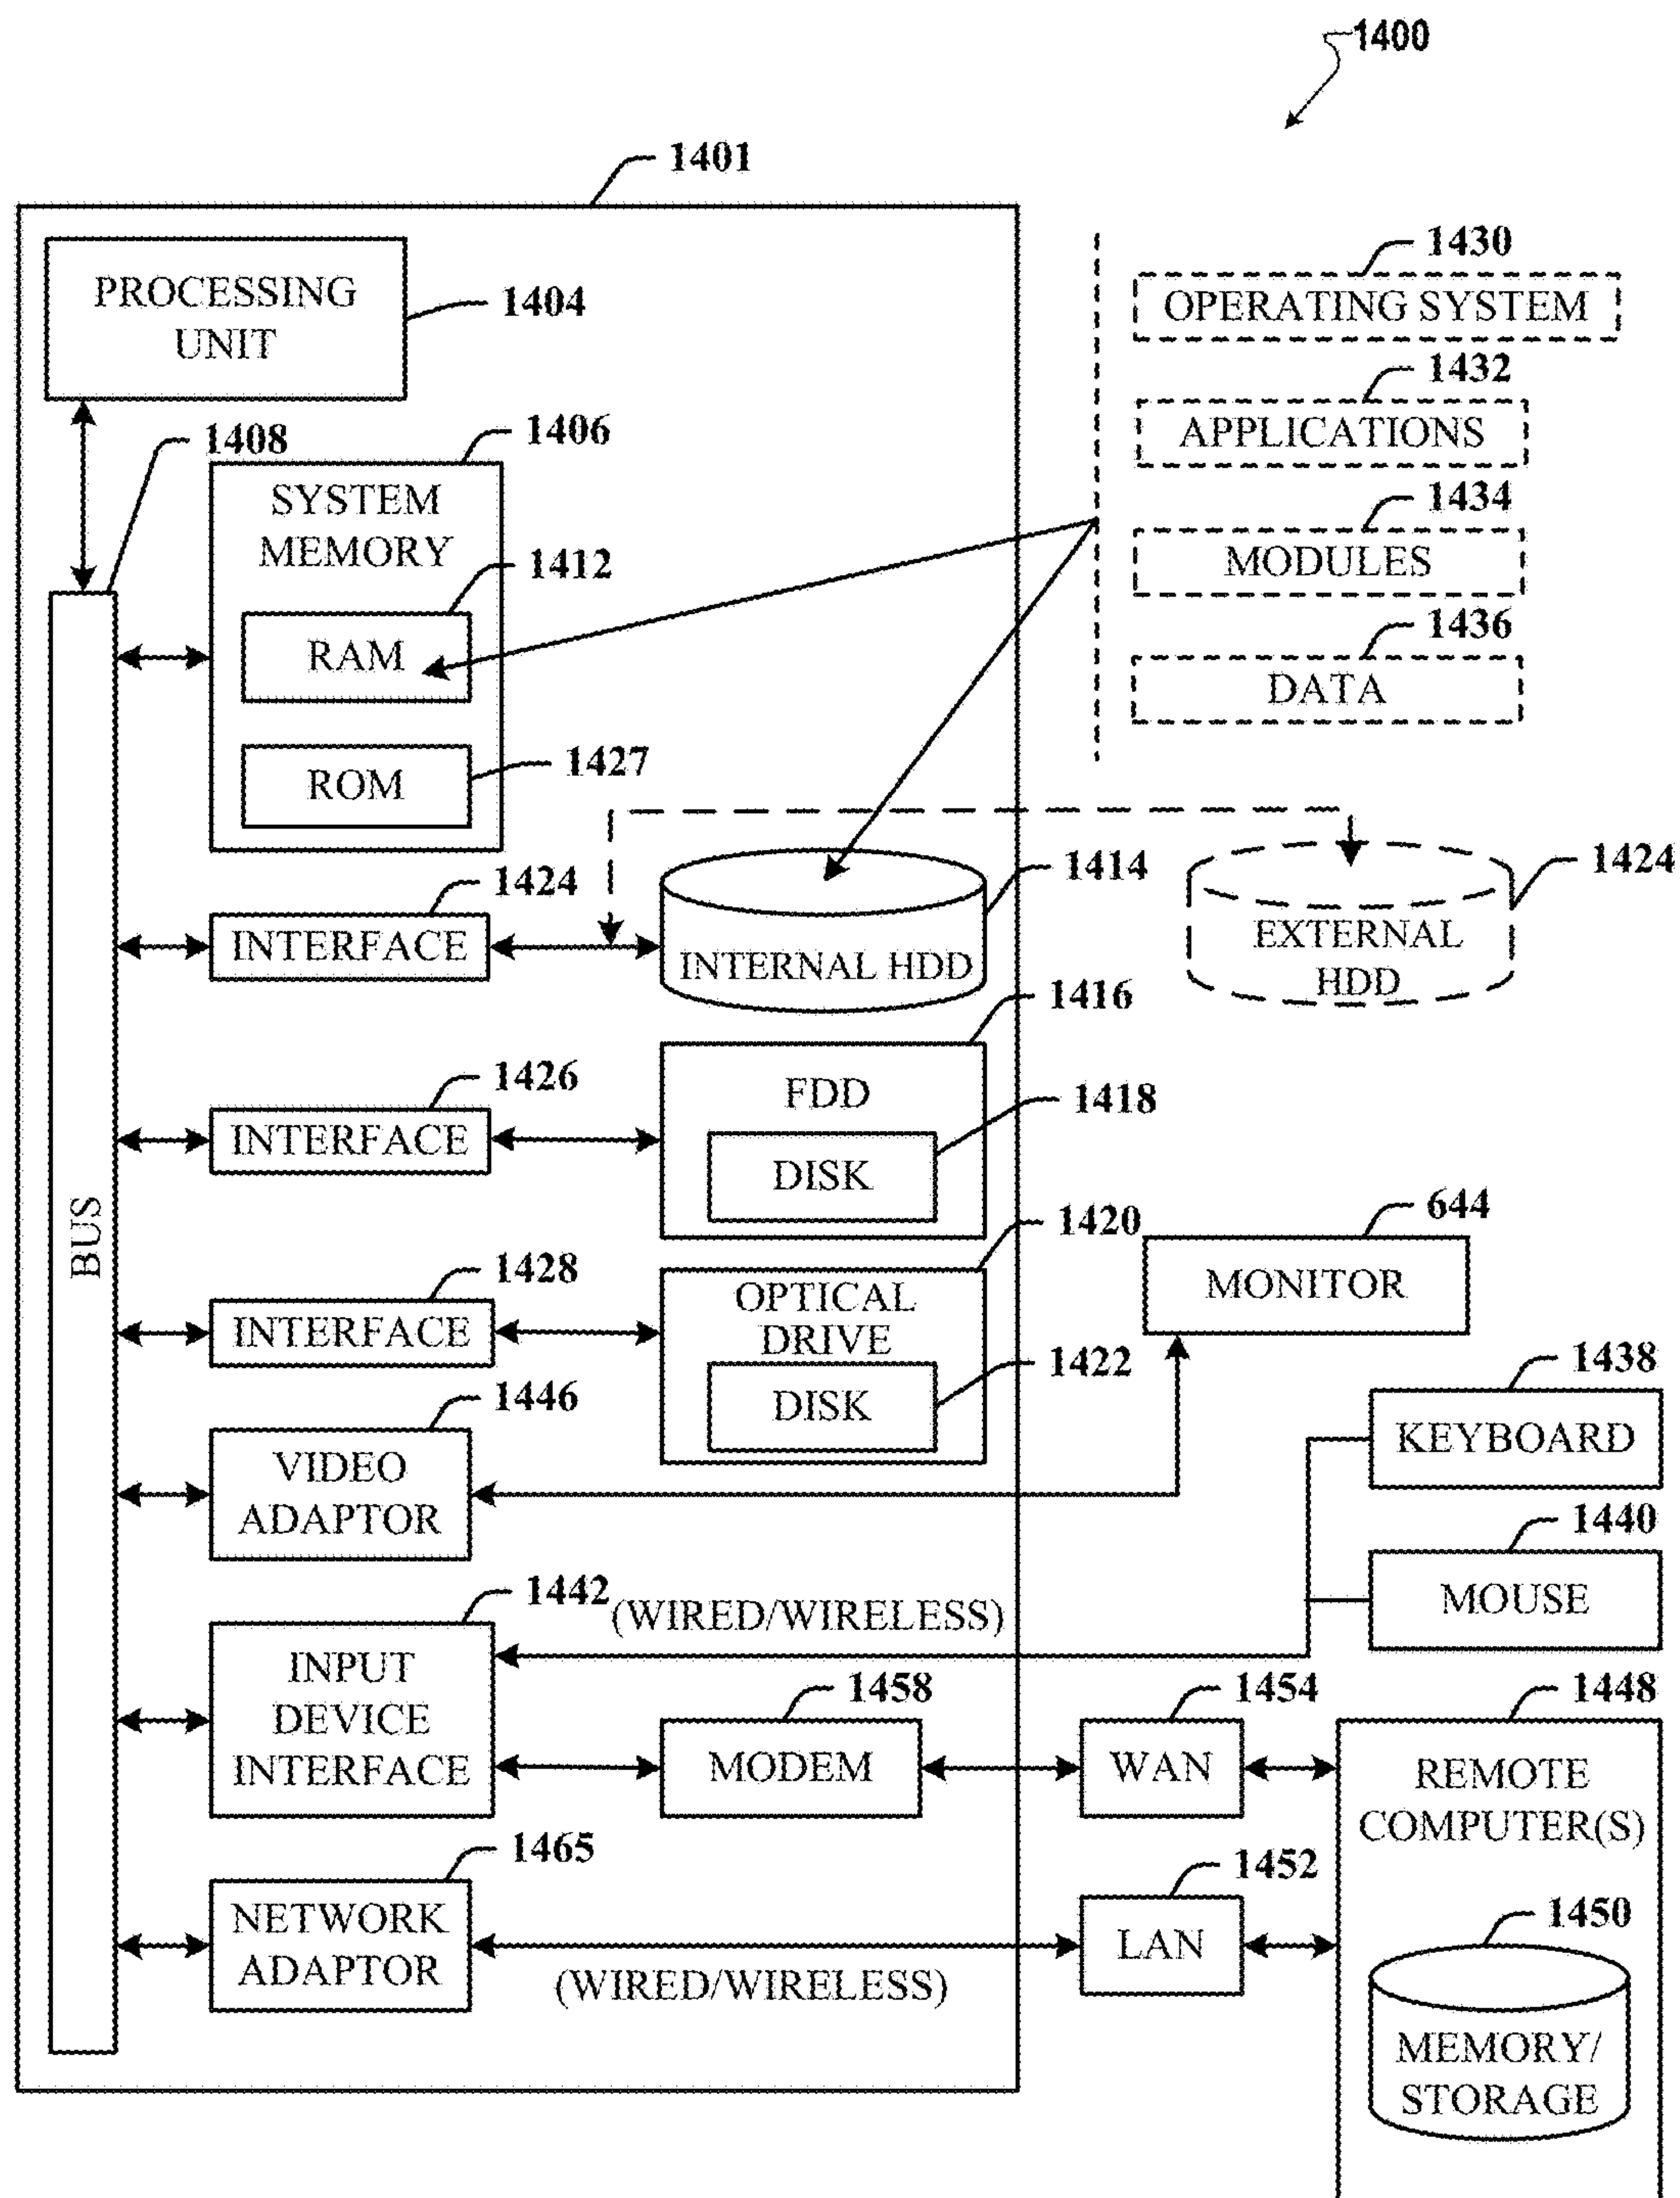 1400
1401
PROCESSING
UNIT
1404
1430
OPERATING SYSTEM
1432
APPLICATIONS
1434
MODULES
1436
DATA
1408
1406
SYSTEM
MEMORY
1412
RAM
1427
ROM
1424
INTERFACE
1414
INTERNAL HDD
1424
EXTERNAL
HDD
1416
FDD
1426
INTERFACE
1418
DISK
BUS
1420
OPTICAL
DRIVE
1428
INTERFACE
1422
DISK
644
MONITOR
1446
VIDEO
ADAPTOR
1438
KEYBOARD
1440
MOUSE
1442
(WIRED/WIRELESS)
INPUT
DEVICE
INTERFACE
1458
MODEM
1454
WAN
1448
REMOTE
COMPUTER(S)
1465
NETWORK
ADAPTOR
(WIRED/WIRELESS)
1452
LAN
1450
MEMORY/
STORAGE